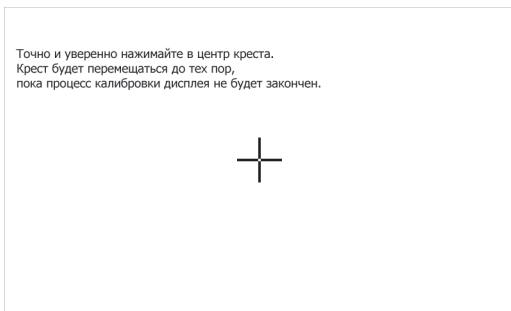 Точно и уверенно нажимайте в центр креста.
Крест будет перемещаться до тех пор,
пока процесс калибровки дисплея не будет закончен.